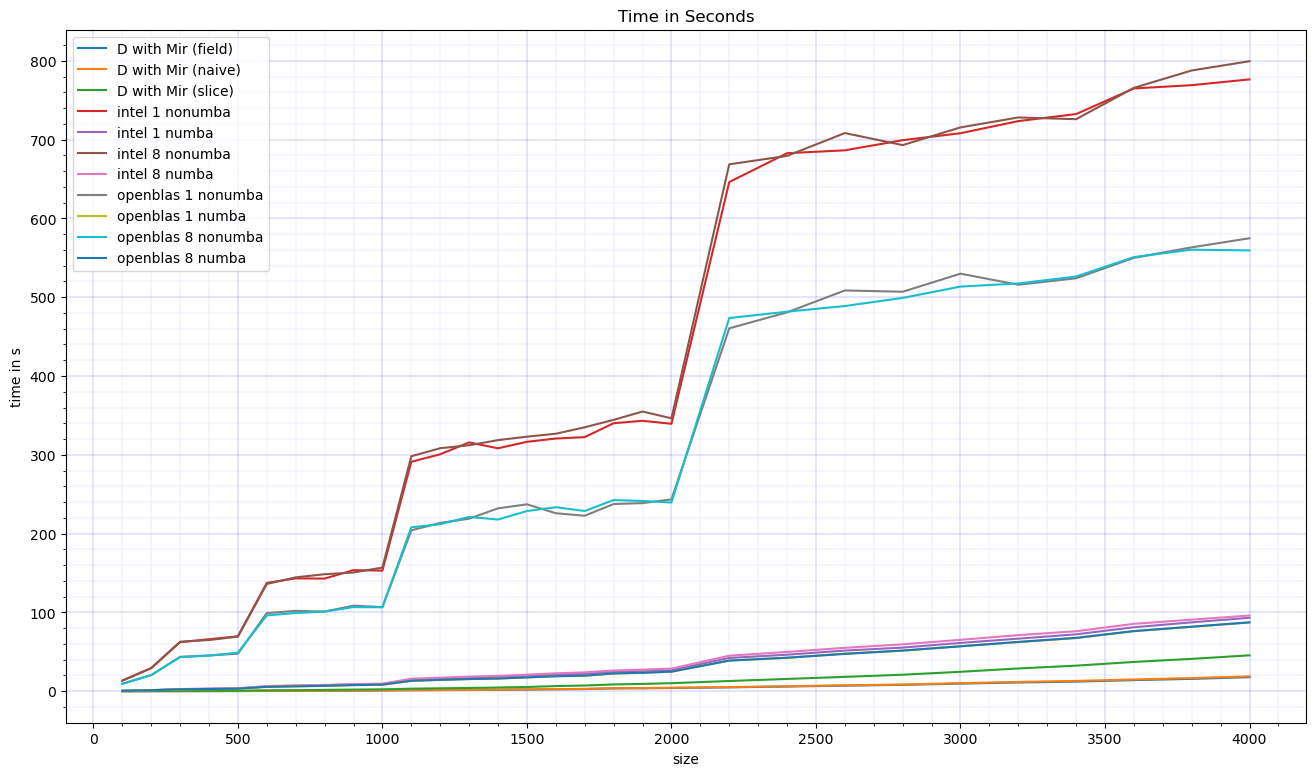 Time in Seconds
D with Mir (field)
D with Mir (naive)
D with Mir (slice)
intel 1 nonumba
intel 1 numba
intel 8 nonumba
intel 8 numba
openblas 1 nonumba
openblas 1 numba
openblas 8 nonumba
openblas 8 numba
800
700
600
500
400
300
200
100
0
time in s
0 500 1000 1500 2000 2500 3000 3500 4000
size